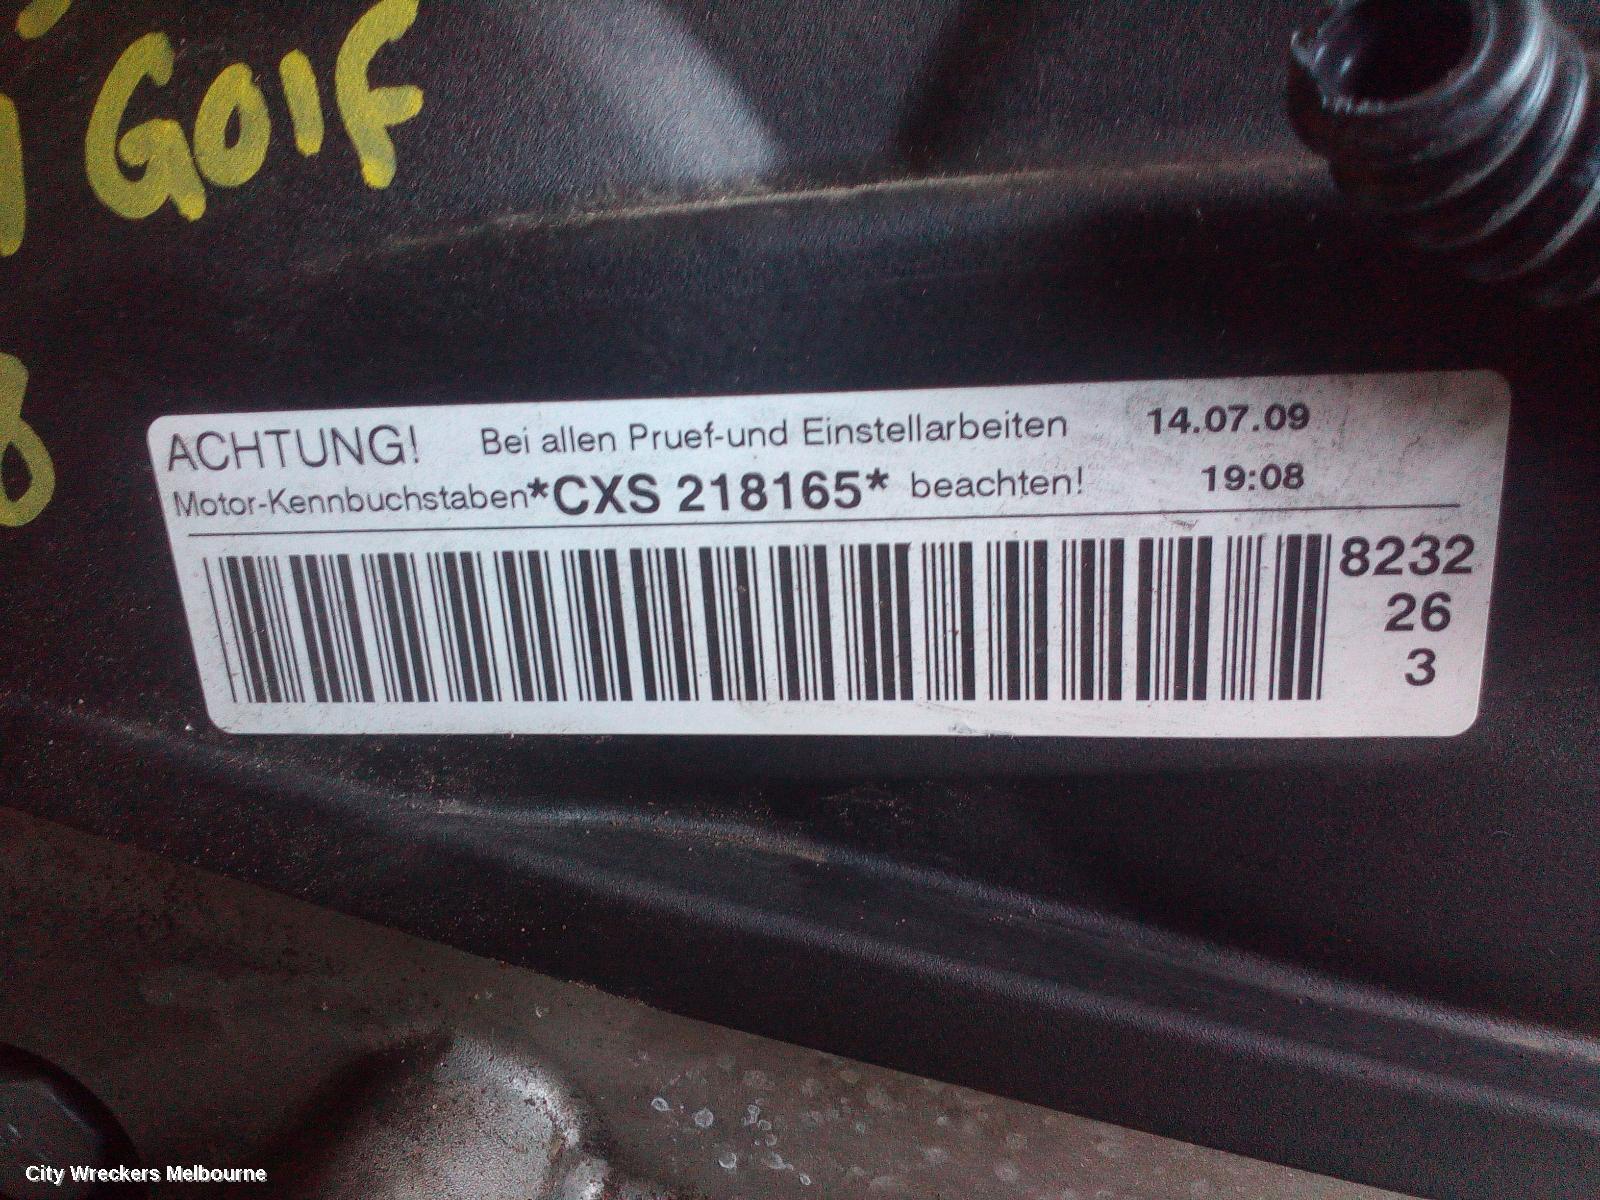 GOlF
8
ACHTUNG! Bei allen Pruef-und Einstellarbeiten 14.07.09
Motor-Kennbuchstaben*CXS 218165* beachten! 19:08
8232
26
3
City Wreckers Melbourne